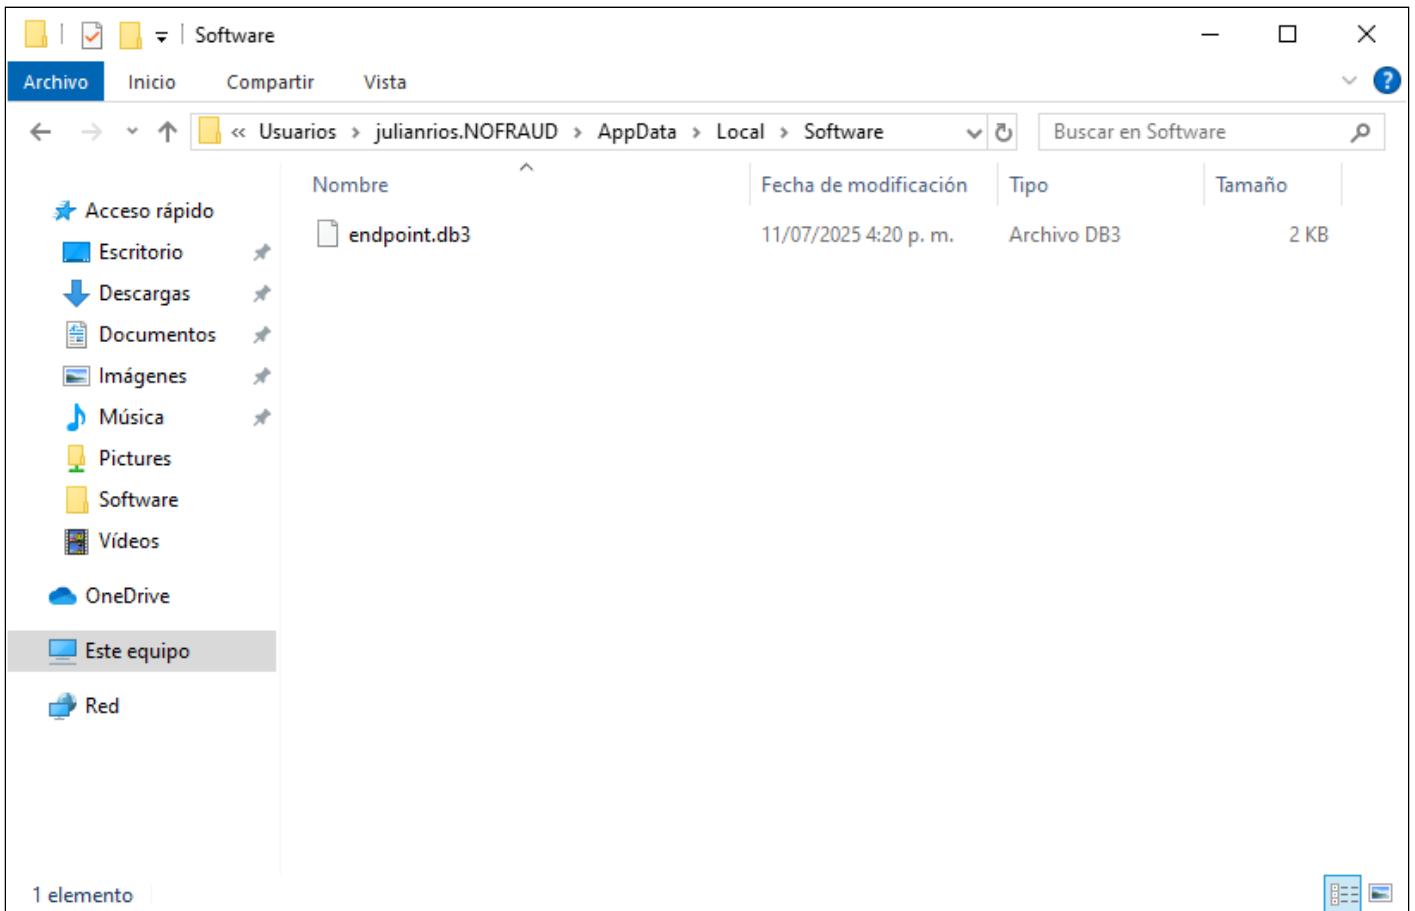 Software
Archivo Inicio Compartir Vista
« Usuarios > julianrios.NOFRAUD > AppData > Local > Software Buscar en Software
Nombre Fecha de modificación Tipo Tamaño
endpoint.db3 11/07/2025 4:20 p. m. Archivo DB3 2 KB
Acceso rápido
Escritorio
Descargas
Documentos
Imágenes
Música
Pictures
Software
Vídeos
OneDrive
Este equipo
Red
1 elemento